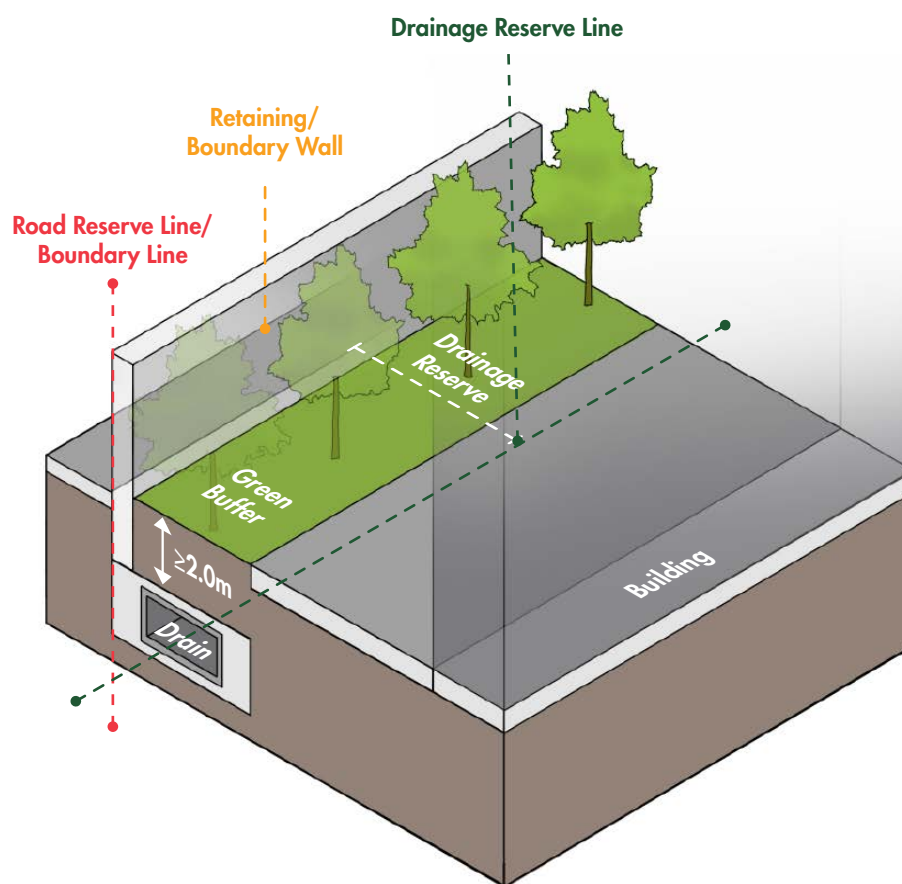 Drainage Reserve Line
Retaining/
Boundary Wall
Road Reserve Line/
Boundary Line
Drainage
Reserve
Green
Buffer
≥2.0m
Building
Drain